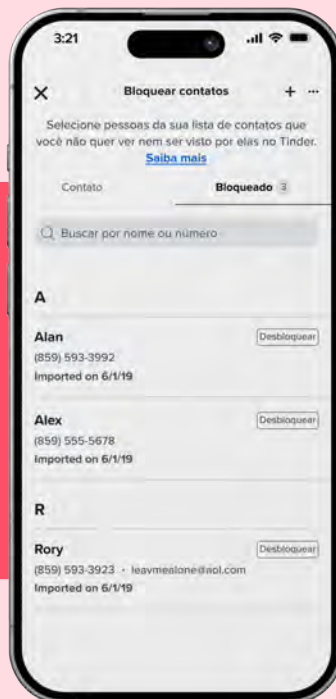 3:21
Bloquear contatos
Selecione pessoas da sua lista de contatos que
você não quer ver nem ser visto por elas no Tinder.
Saiba mais
Contato
Bloqueado 3
Buscar por nome ou número
A
Alan
Desbloquear
(859) 593-3992
Imported on 6/1/19
Alex
Desbloquear
(859) 555-5678
Imported on 6/1/19
R
Rory
Desbloquear
(859) 593-3923 · leavmealone@aol.com
Imported on 6/1/19